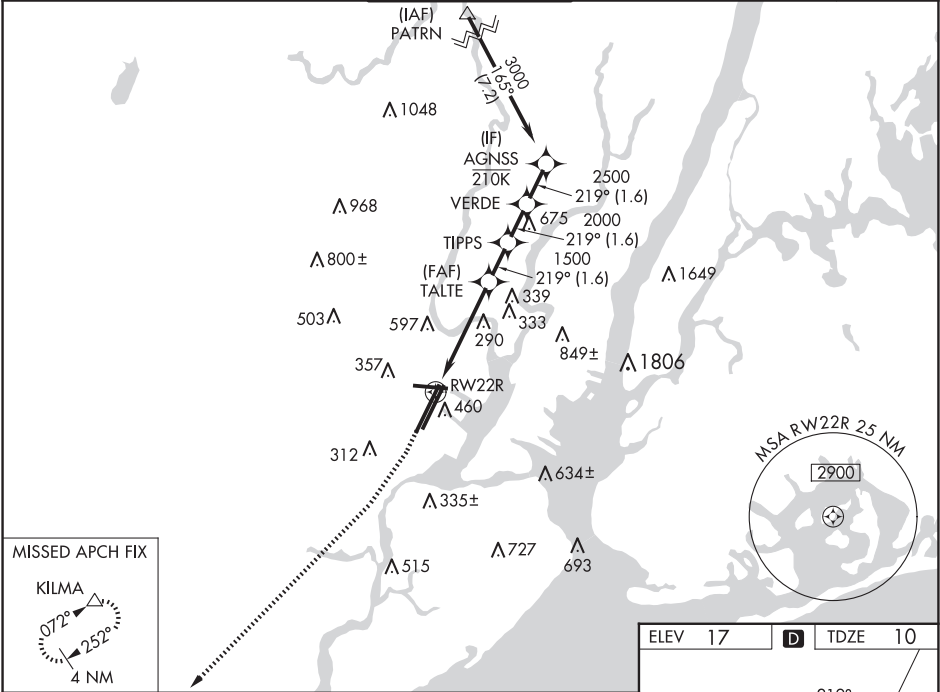 (IAF)
PATRN
3000
165°
(7.2)
1048
(IF)
AGNSS
210K
2500
219° (1.6)
968
VERDE
675
2000
219° (1.6)
TIPPS
800±
1500
219° (1.6)
(FAF)
TALTE
1649
339
503
597
333
290
849±
357
1806
RW22R
460
312
634±
335±
MSA RW22R 25 NM
2900
727
693
515
MISSED APCH FIX
KILMA
072°
252°
4 NM
ELEV 17
D
TDZE 10